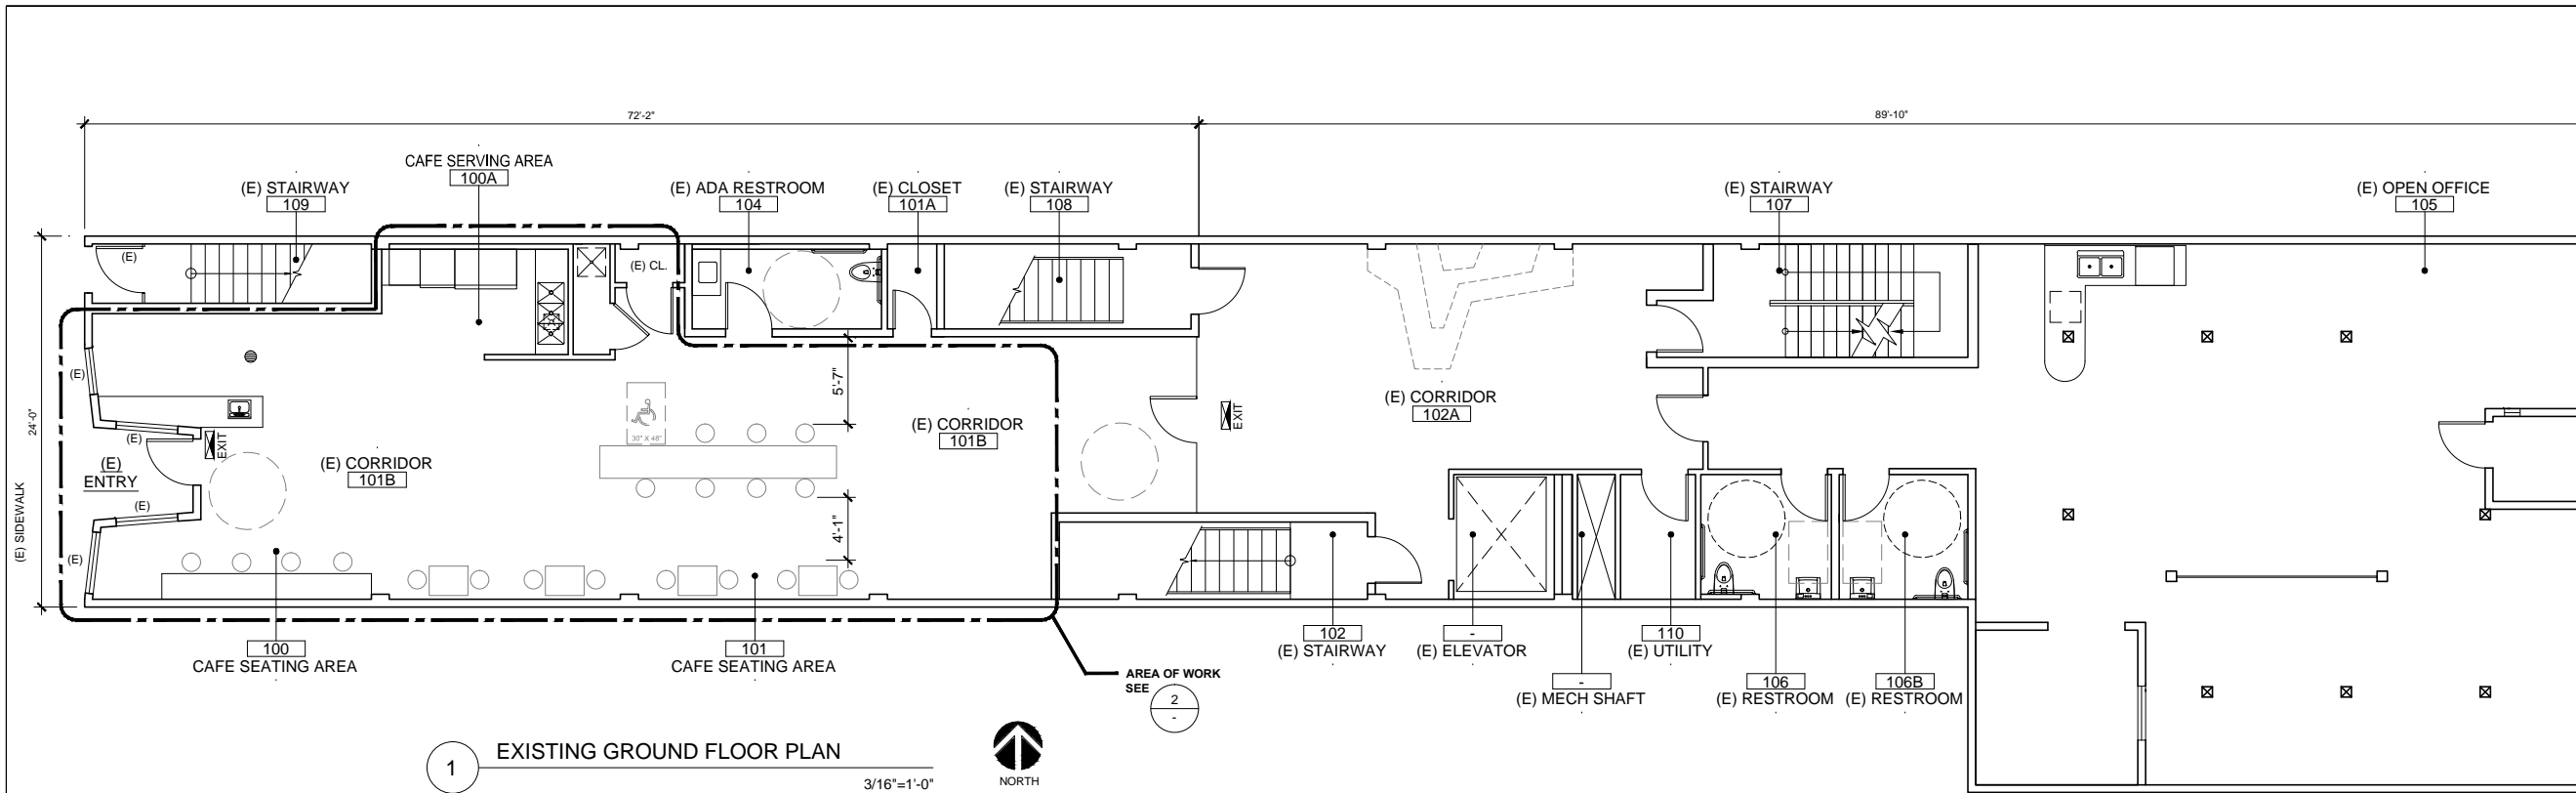 72'-2"
89'-10"
CAFE SERVING AREA
100A
(E) STAIRWAY
109
(E) ADA RESTROOM
104
(E) CLOSET
101A
(E) STAIRWAY
108
(E) STAIRWAY
107
(E) OPEN OFFICE
105
(E)
(E) CL.
(E)
24'-0"
(E) SIDEWALK
(E)
EXIT
(E)
ENTRY
(E)
(E)
(E) CORRIDOR
101B
30" X 48"
5'-7"
4'-1"
(E) CORRIDOR
101B
EXIT
(E) CORRIDOR
102A
100
CAFE SEATING AREA
101
CAFE SEATING AREA
102
(E) STAIRWAY
-
(E) ELEVATOR
-
(E) MECH SHAFT
110
(E) UTILITY
106
(E) RESTROOM
106B
(E) RESTROOM
AREA OF WORK
SEE
2
-
1
EXISTING GROUND FLOOR PLAN
3/16"=1'-0"
NORTH